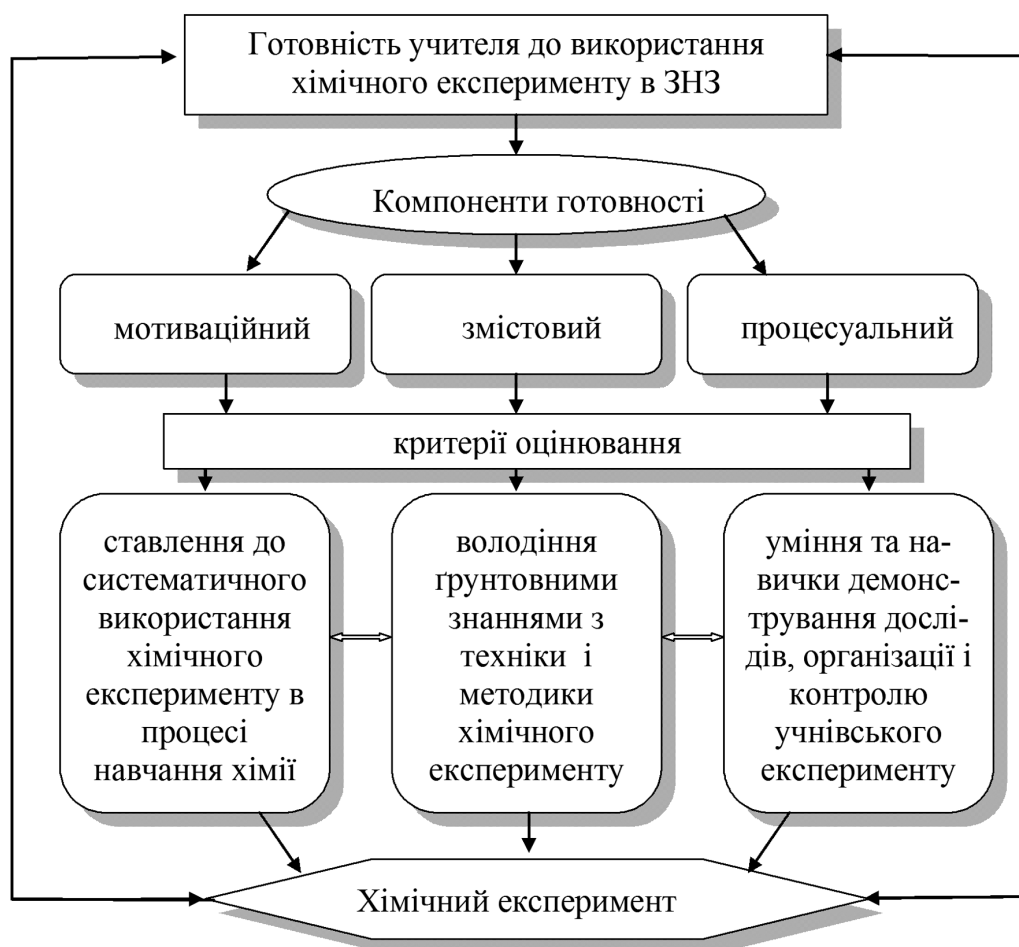 Готовність учителя до використання
хімічного експерименту в ЗНЗ
Компоненти готовності
мотиваційний
змістовий
процесуальний
критерії оцінювання
ставлення до
систематичного
використання
хімічного
експерименту в
процесі
навчання хімії
володіння
ґрунтовними
знаннями з
техніки і
методики
хімічного
експерименту
уміння та на-
вички демонс-
трування дослі-
дів, організації і
контролю
учнівського
експерименту
Хімічний експеримент